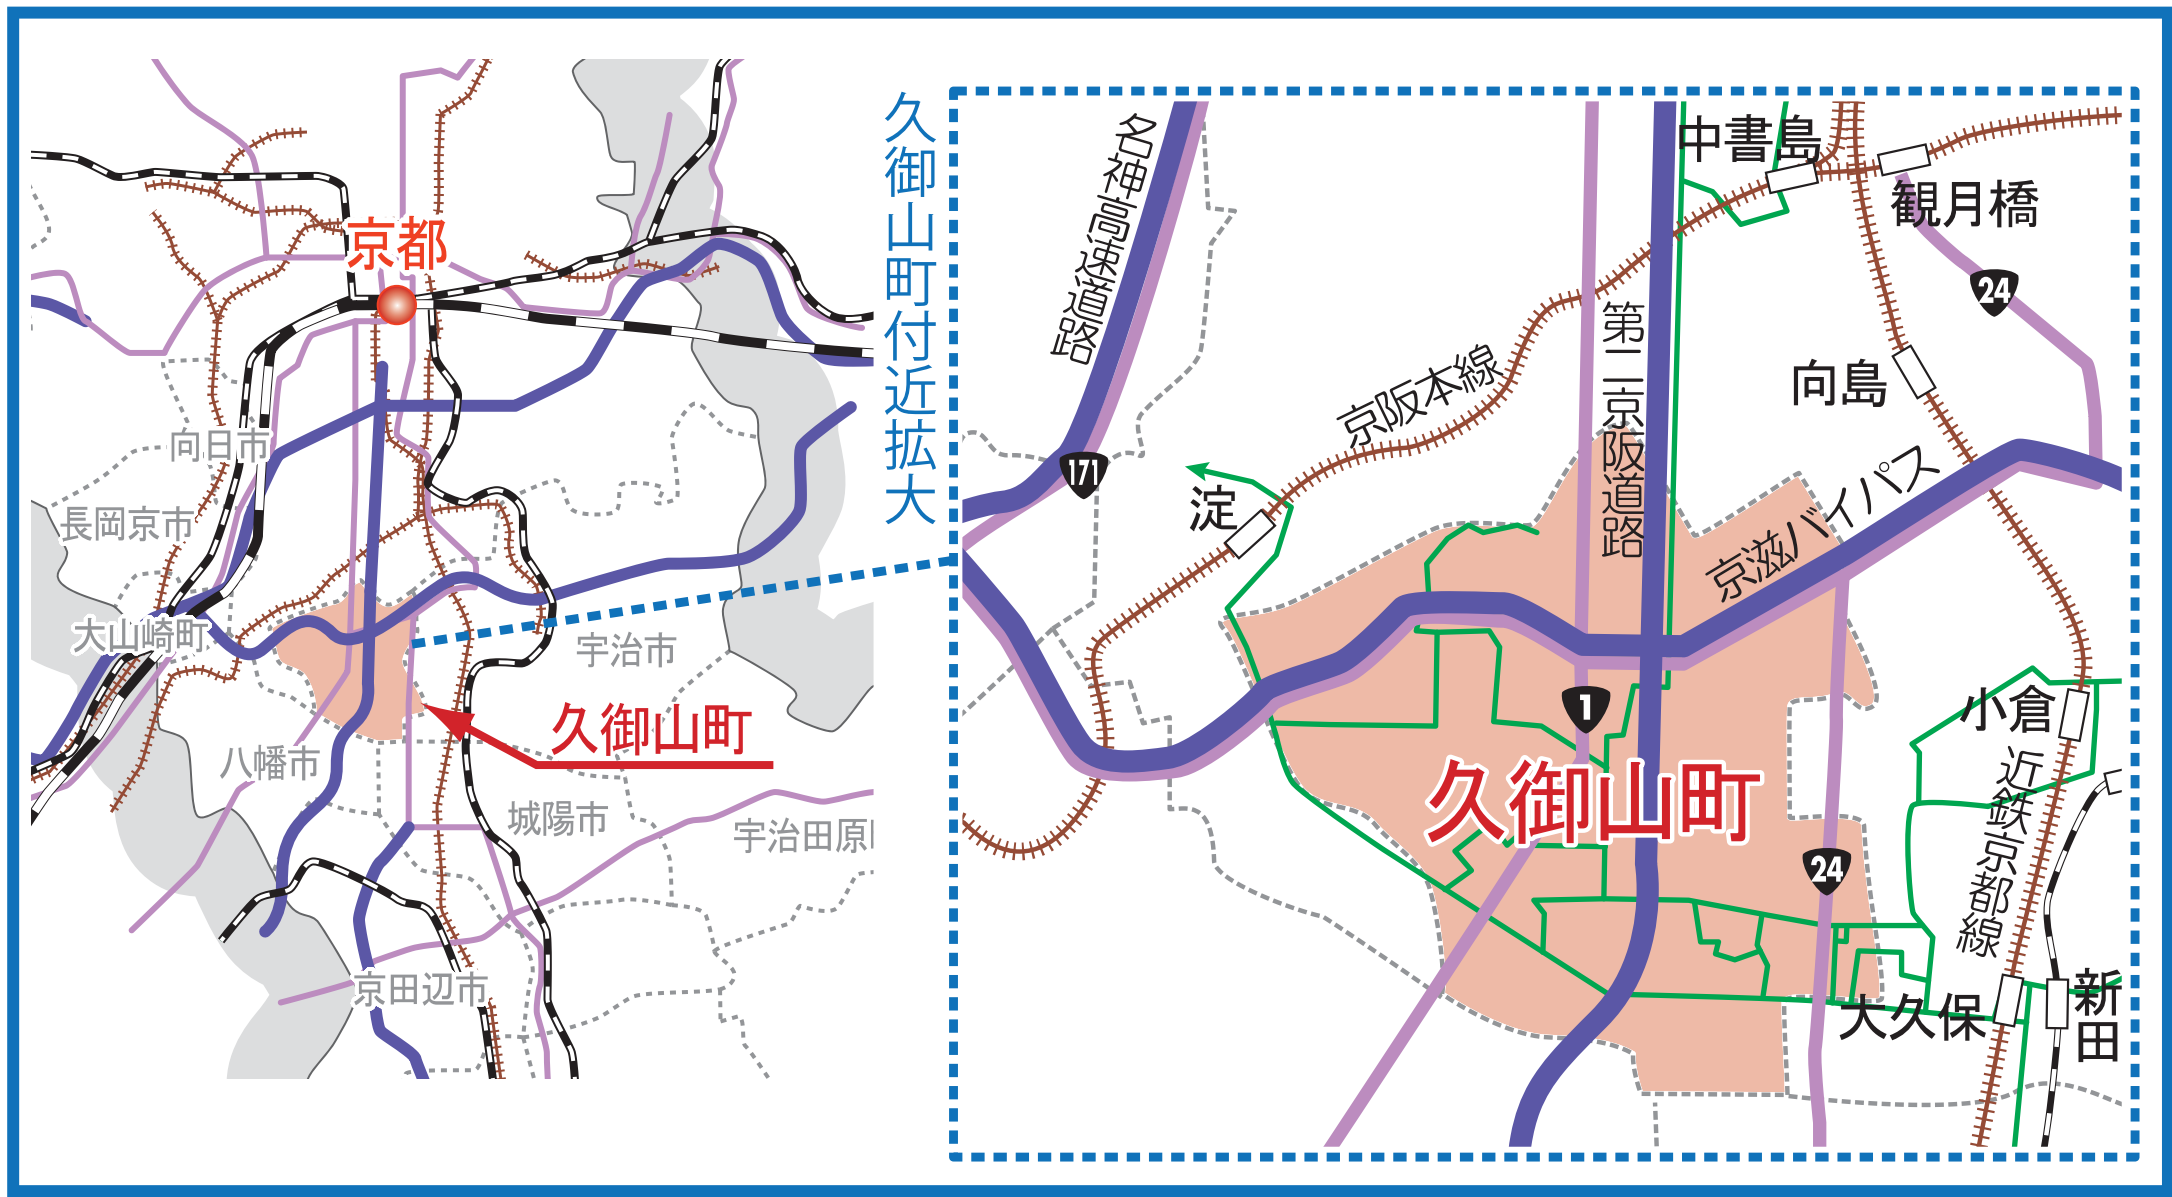 京都
向日市
長岡京市
大山崎町
宇治市
久御山町
八幡市
城陽市
宇治田原
京田辺市
久御山町付近拡大
名神高速道路
171
淀
京阪本線
第二京阪道路
中書島
観月橋
24
向島
京滋バイパス
1
久御山町
小倉
近鉄京都線
24
大久保
新田